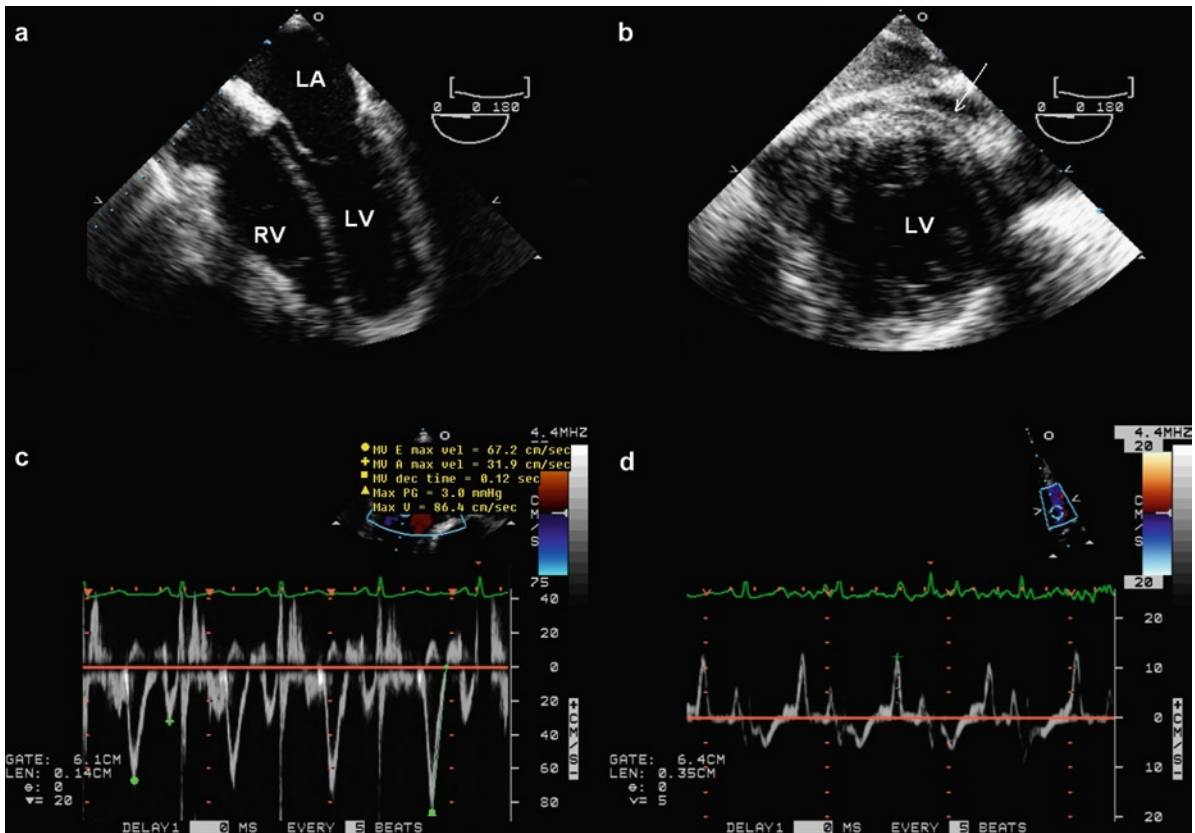 a
LA
RV
LV
0 0 180
b
LV
0 0 180
c
4.4MHZ
MV E max vel = 67.2 cm/sec
MV A max vel = 31.9 cm/sec
MV dec time = 0.12 sec
Max PG = 3.0 mmHg
Max V = 86.4 cm/sec
CM/S
75
40
20
0
20
40
60
80
+CM/S-
GATE: 6.1CM
LEN: 0.14CM
θ: 0
▼= 20
DELAY1 0 MS EVERY 5 BEATS
d
4.4MHZ
20
CM/S
20
20
10
0
10
20
+CM/S-
GATE: 6.4CM
LEN: 0.35CM
θ: 0
v= 5
DELAY1 0 MS EVERY 5 BEATS